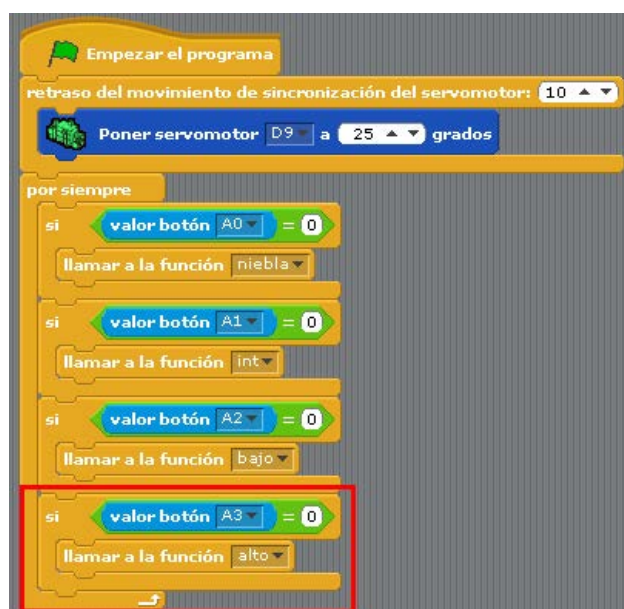 Empezar el programa
retraso del movimiento de sincronización del servomotor: 10
Poner servomotor D9 a 25 grados
por siempre
si valor botón A0 = 0
llamar a la función niebla
si valor botón A1 = 0
llamar a la función int
si valor botón A2 = 0
llamar a la función bajo
si valor botón A3 = 0
llamar a la función alto